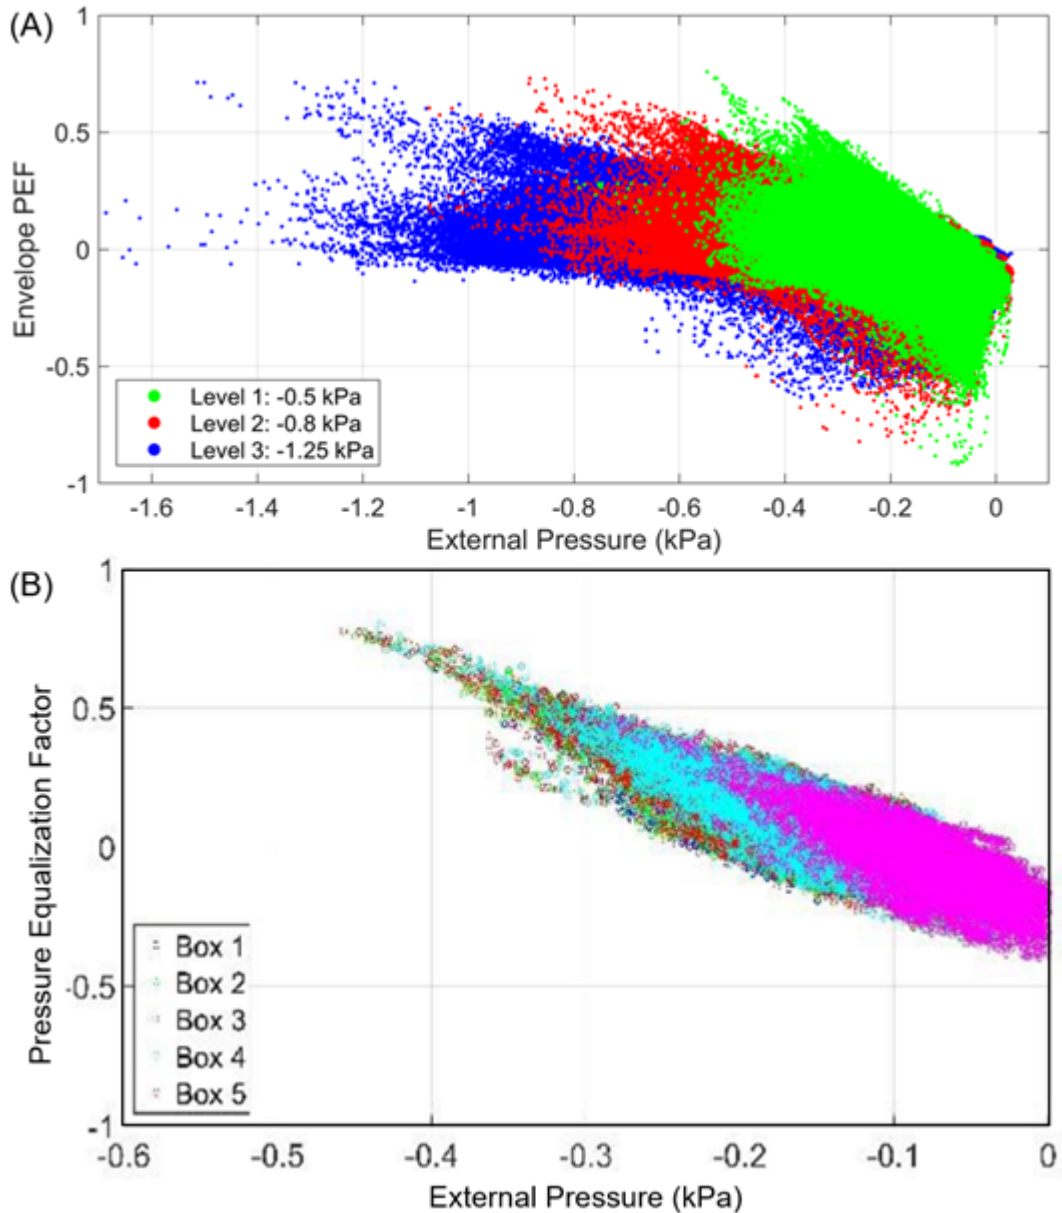 (A)
1
0.5
0
-0.5
-1
Envelope PEF
Level 1: -0.5 kPa
Level 2: -0.8 kPa
Level 3: -1.25 kPa
-1.6 -1.4 -1.2 -1 -0.8 -0.6 -0.4 -0.2 0
External Pressure (kPa)
(B)
1
0.5
0
-0.5
-1
Pressure Equalization Factor
Box 1
Box 2
Box 3
Box 4
Box 5
-0.6 -0.5 -0.4 -0.3 -0.2 -0.1 0
External Pressure (kPa)